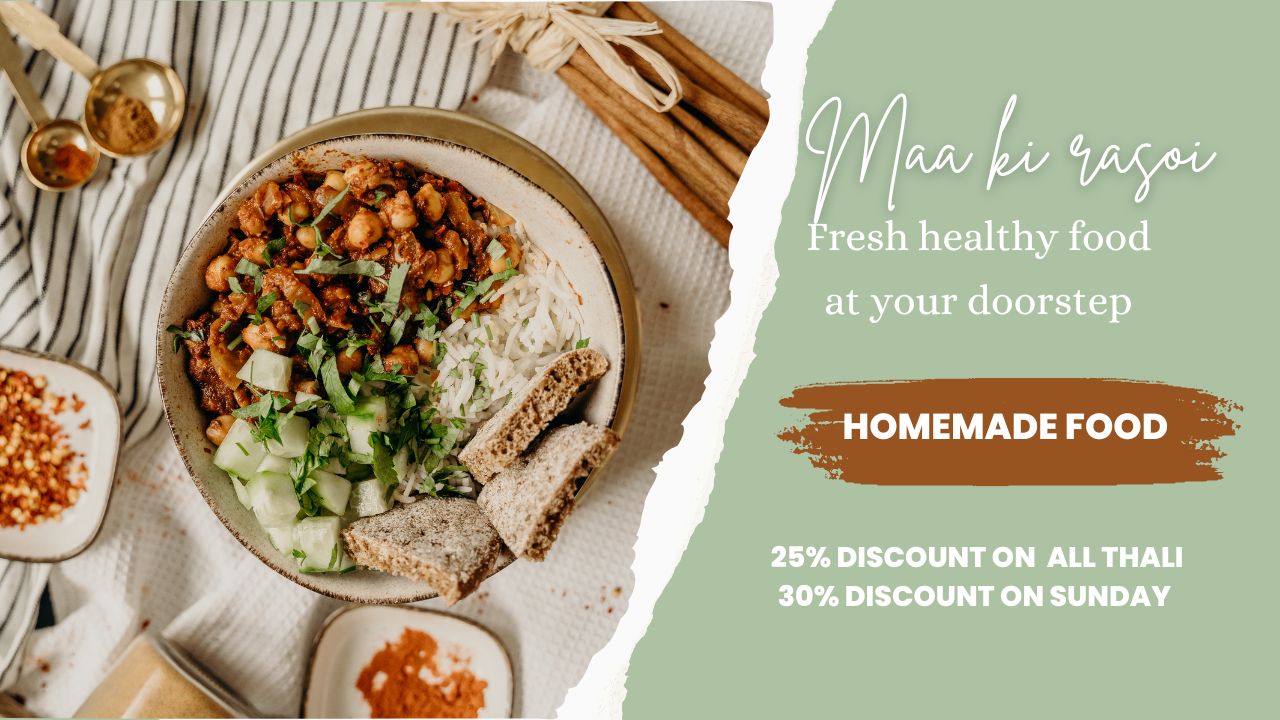 Maa ki rasoi
Fresh healthy food
at your doorstep
HOMEMADE FOOD
25% DISCOUNT ON ALL THALI
30% DISCOUNT ON SUNDAY